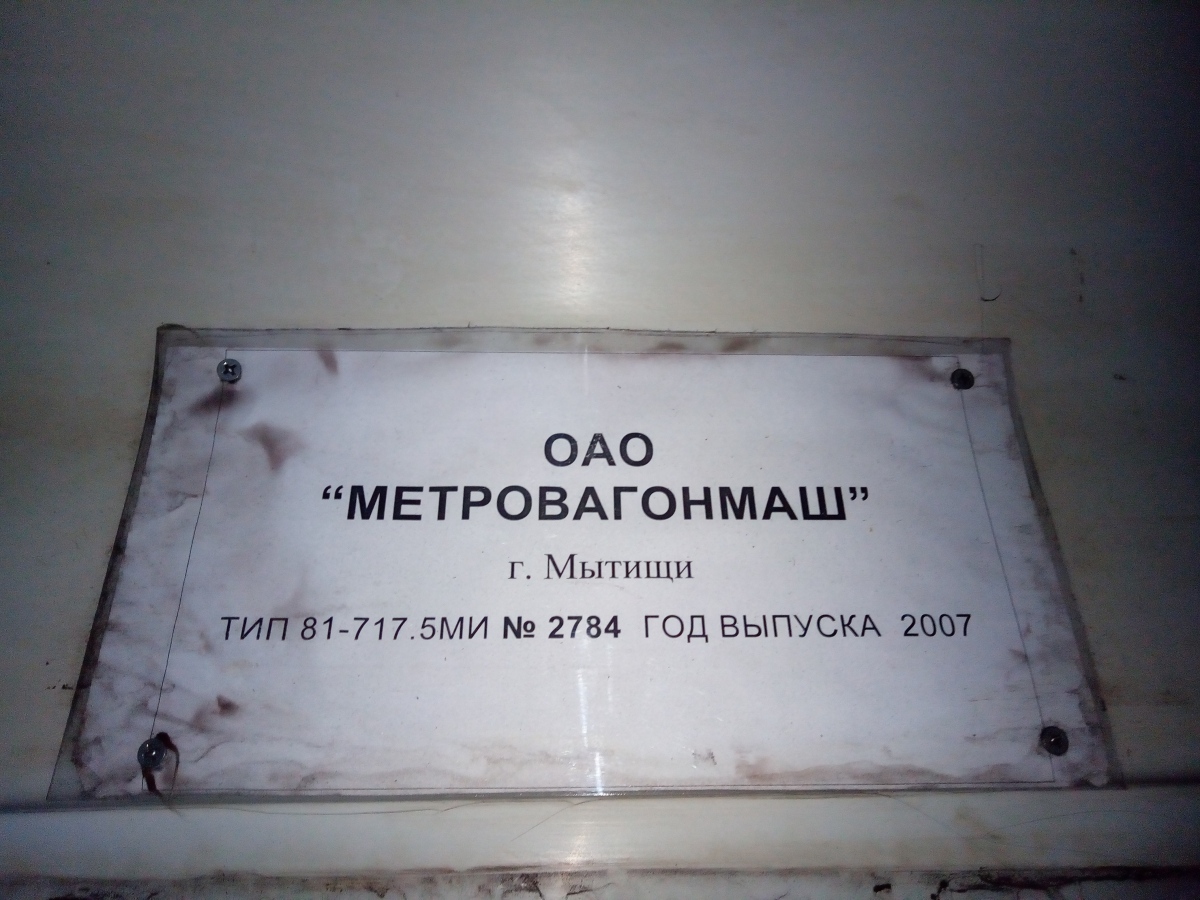 ОАО
“МЕТРОВАГОНМАШ”
г. Мытищи
ТИП 81-717.5МИ № 2784 ГОД ВЫПУСКА 2007